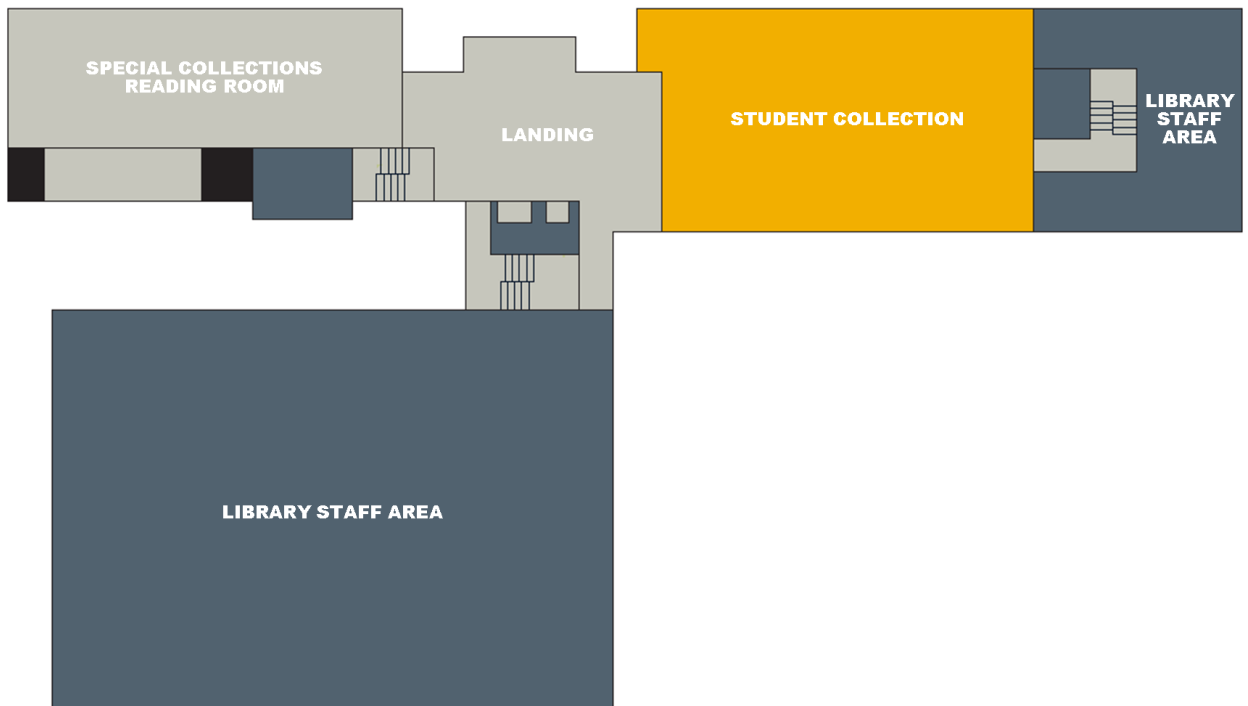 SPECIAL COLLECTIONS
READING ROOM
LANDING
STUDENT COLLECTION
LIBRARY
STAFF
AREA
LIBRARY STAFF AREA